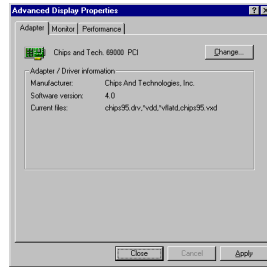 Advanced Display Properties
Adapter Monitor Performance
Chips and Tech. 69000 PCI
Change...
Adapter / Driver information
Manufacturer: Chips And Technologies, Inc.
Software version: 4.0
Current files: chips95.drv,*vdd,*vflatd,chips95.vxd
Close Cancel Apply